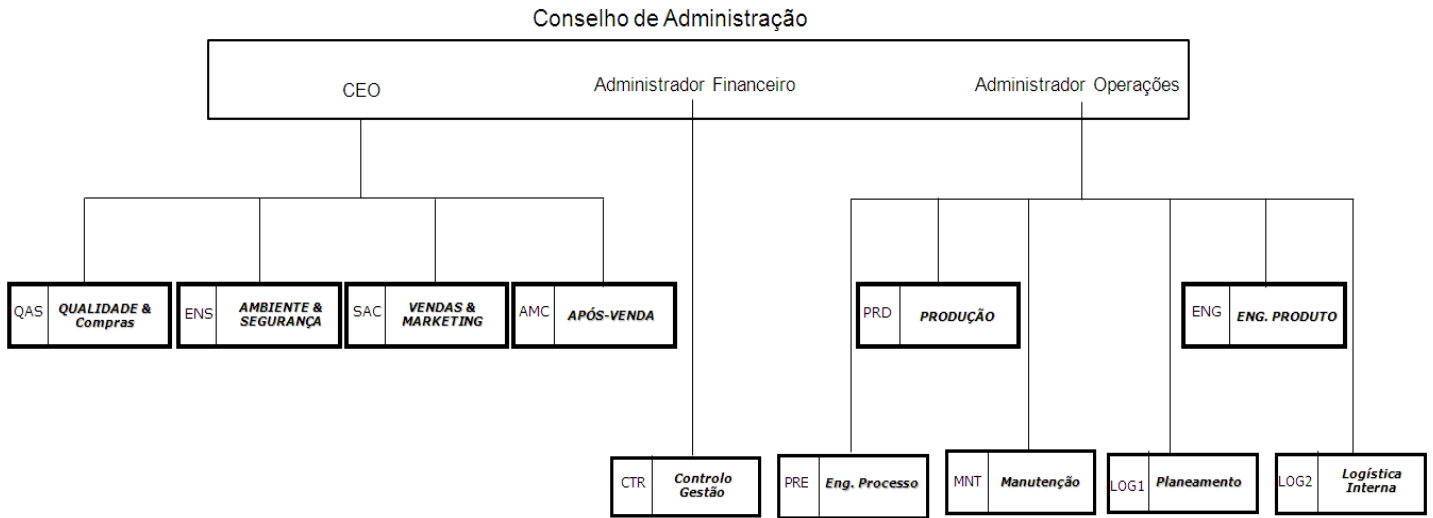 Conselho de Administração
CEO
Administrador Financeiro
Administrador Operações
QAS
QUALIDADE &
Compras
ENS
AMBIENTE &
SEGURANÇA
SAC
VENDAS &
MARKETING
AMC
APÓS-VENDA
PRD
PRODUÇÃO
ENG
ENG. PRODUTO
CTR
Controlo
Gestão
PRE
Eng. Processo
MNT
Manutenção
LOG1
Planeamento
LOG2
Logística
Interna